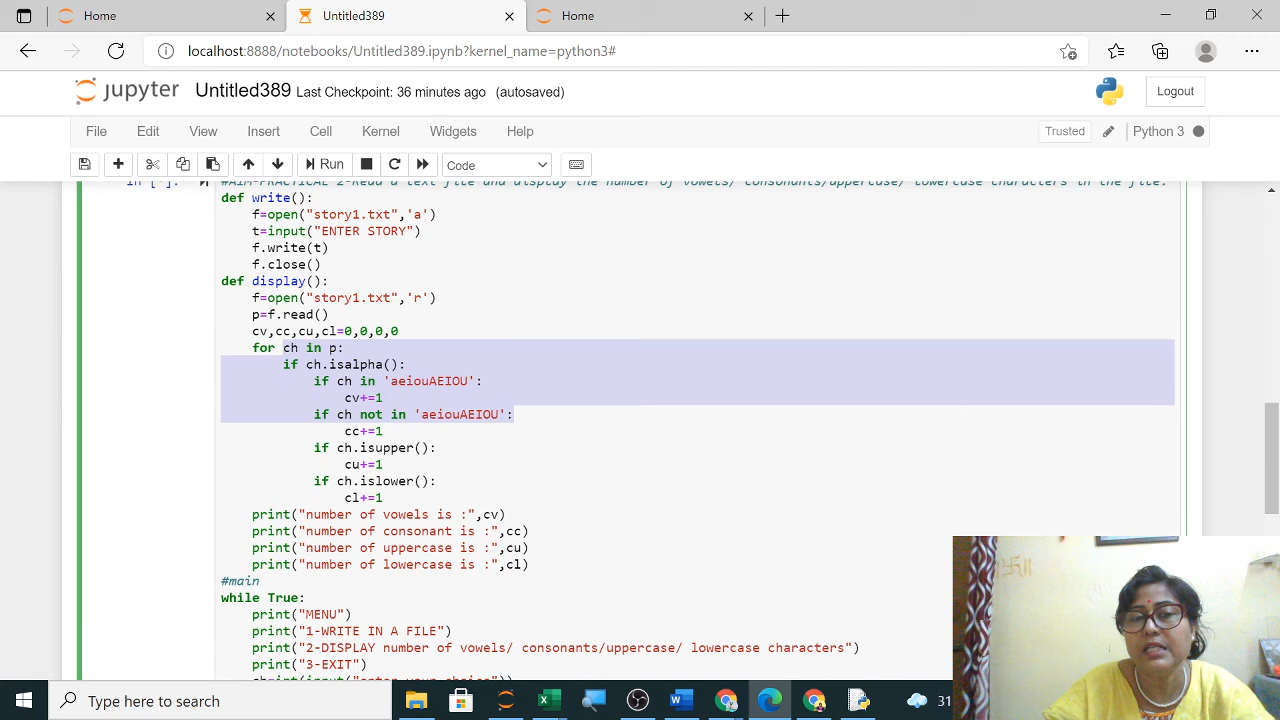 Home
Untitled389
Home
localhost:8888/notebooks/Untitled389.ipynb?kernel_name=python3#
jupyter Untitled389 Last Checkpoint: 36 minutes ago (autosaved)
Logout
File Edit View Insert Cell Kernel Widgets Help
Trusted Python 3
Run Code
In [*]: #AIM-PRACTICAL 2-Read a text file and display the number of vowels/ consonants/uppercase/ lowercase characters in the file.
def write():
f=open("story1.txt",'a')
t=input("ENTER STORY")
f.write(t)
f.close()
def display():
f=open("story1.txt",'r')
p=f.read()
cv,cc,cu,cl=0,0,0,0
for ch in p:
if ch.isalpha():
if ch in 'aeiouAEIOU':
cv+=1
if ch not in 'aeiouAEIOU':
cc+=1
if ch.isupper():
cu+=1
if ch.islower():
cl+=1
print("number of vowels is :",cv)
print("number of consonant is :",cc)
print("number of uppercase is :",cu)
print("number of lowercase is :",cl)
#main
while True:
print("MENU")
print("1-WRITE IN A FILE")
print("2-DISPLAY number of vowels/ consonants/uppercase/ lowercase characters")
print("3-EXIT")
ch=int(input("enter your choice"))
Type here to search
31